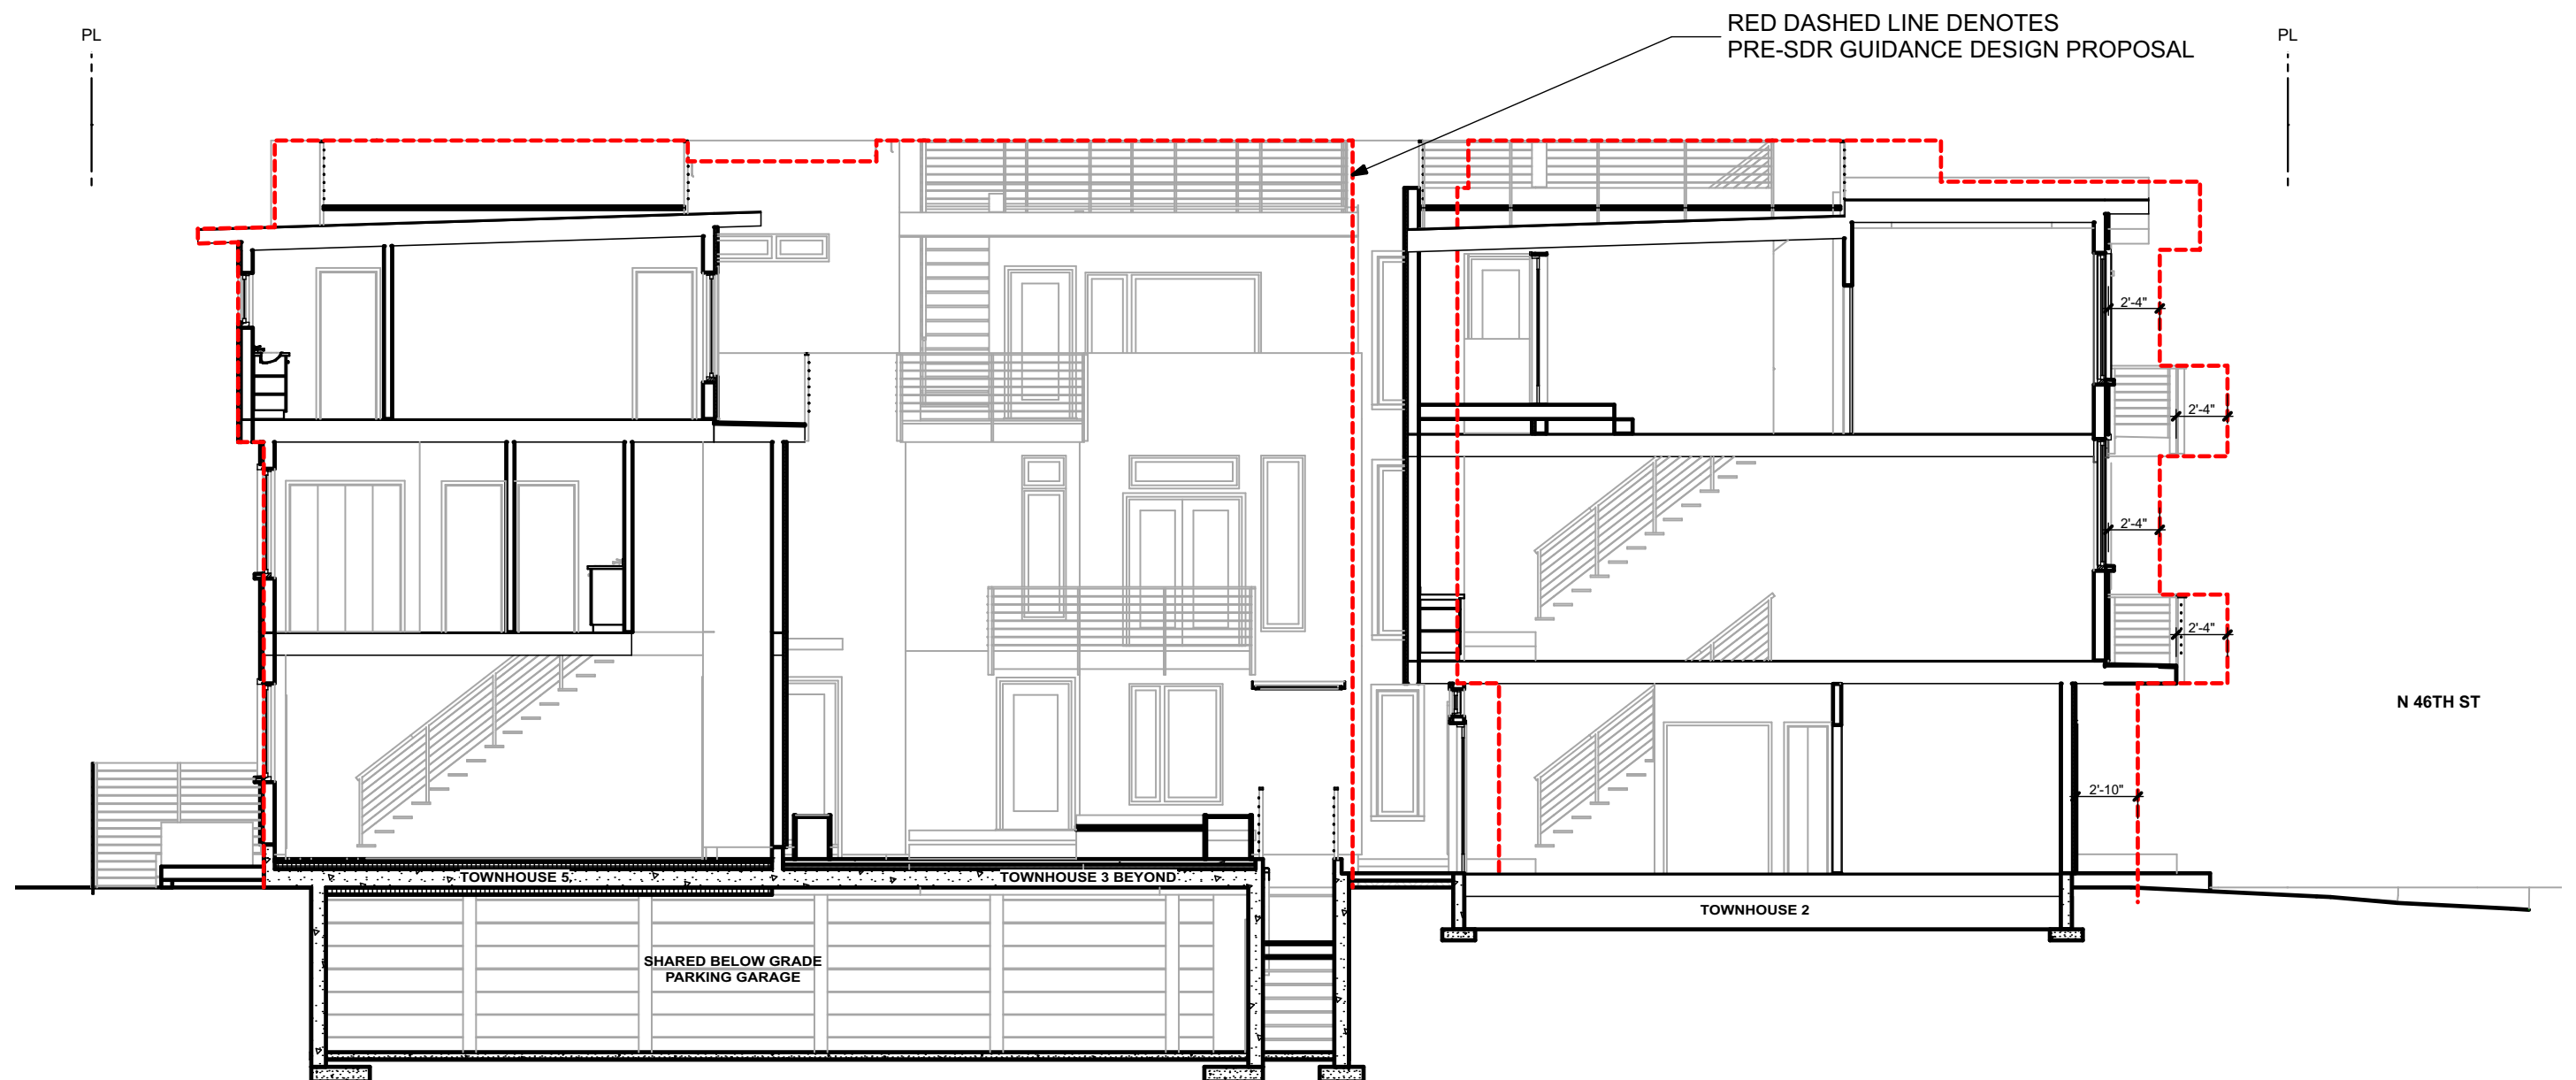 RED DASHED LINE DENOTES
PRE-SDR GUIDANCE DESIGN PROPOSAL
PL
PL
2'-4"
2'-4"
2'-4"
2'-4"
N 46TH ST
2'-10"
TOWNHOUSE 5
TOWNHOUSE 3 BEYOND
TOWNHOUSE 2
SHARED BELOW GRADE
PARKING GARAGE